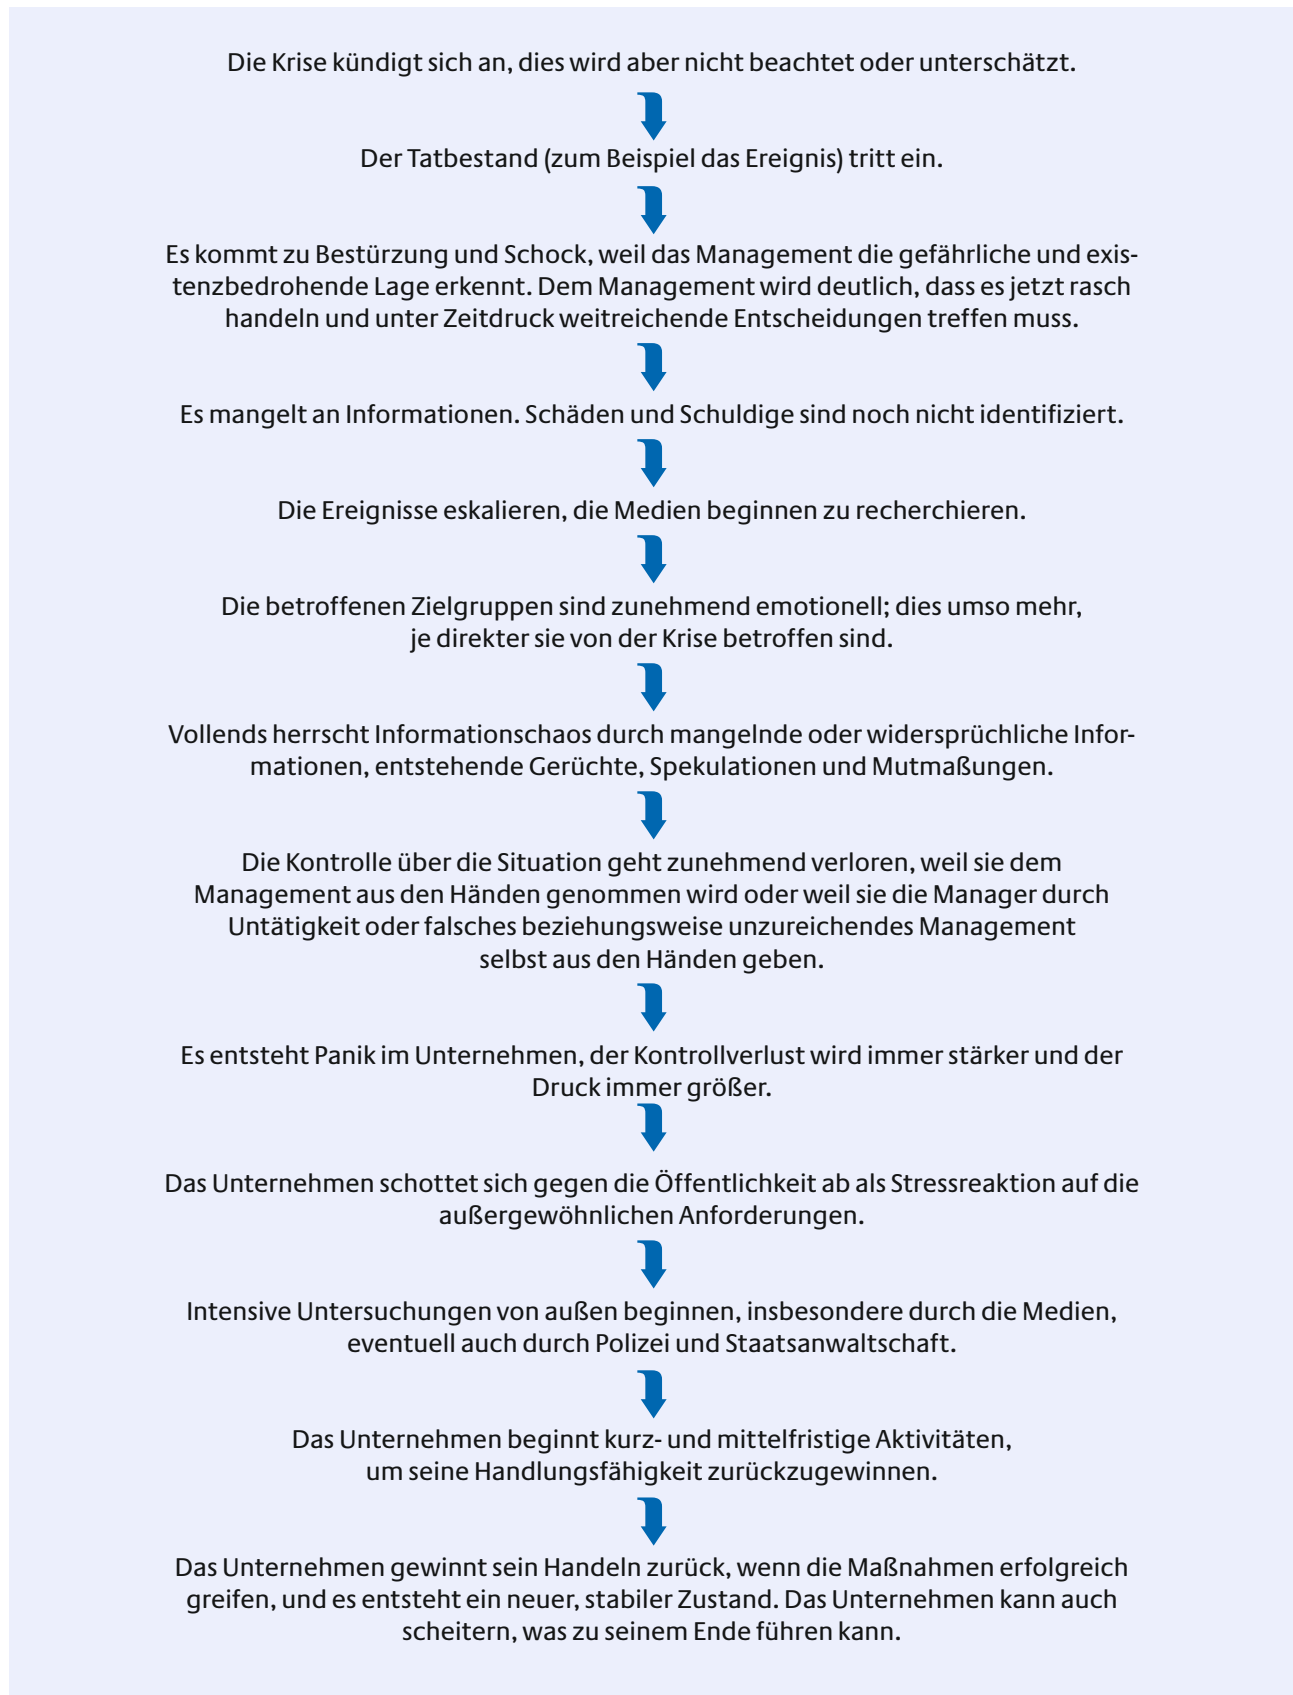 Die Krise kündigt sich an, dies wird aber nicht beachtet oder unterschätzt.
Der Tatbestand (zum Beispiel das Ereignis) tritt ein.
Es kommt zu Bestürzung und Schock, weil das Management die gefährliche und exis-
tenzbedrohende Lage erkennt. Dem Management wird deutlich, dass es jetzt rasch
handeln und unter Zeitdruck weitreichende Entscheidungen treffen muss.
Es mangelt an Informationen. Schäden und Schuldige sind noch nicht identifiziert.
Die Ereignisse eskalieren, die Medien beginnen zu recherchieren.
Die betroffenen Zielgruppen sind zunehmend emotionell; dies umso mehr,
je direkter sie von der Krise betroffen sind.
Vollends herrscht Informationschaos durch mangelnde oder widersprüchliche Infor-
mationen, entstehende Gerüchte, Spekulationen und Mutmaßungen.
Die Kontrolle über die Situation geht zunehmend verloren, weil sie dem
Management aus den Händen genommen wird oder weil sie die Manager durch
Untätigkeit oder falsches beziehungsweise unzureichendes Management
selbst aus den Händen geben.
Es entsteht Panik im Unternehmen, der Kontrollverlust wird immer stärker und der
Druck immer größer.
Das Unternehmen schottet sich gegen die Öffentlichkeit ab als Stressreaktion auf die
außergewöhnlichen Anforderungen.
Intensive Untersuchungen von außen beginnen, insbesondere durch die Medien,
eventuell auch durch Polizei und Staatsanwaltschaft.
Das Unternehmen beginnt kurz- und mittelfristige Aktivitäten,
um seine Handlungsfähigkeit zurückzugewinnen.
Das Unternehmen gewinnt sein Handeln zurück, wenn die Maßnahmen erfolgreich
greifen, und es entsteht ein neuer, stabiler Zustand. Das Unternehmen kann auch
scheitern, was zu seinem Ende führen kann.